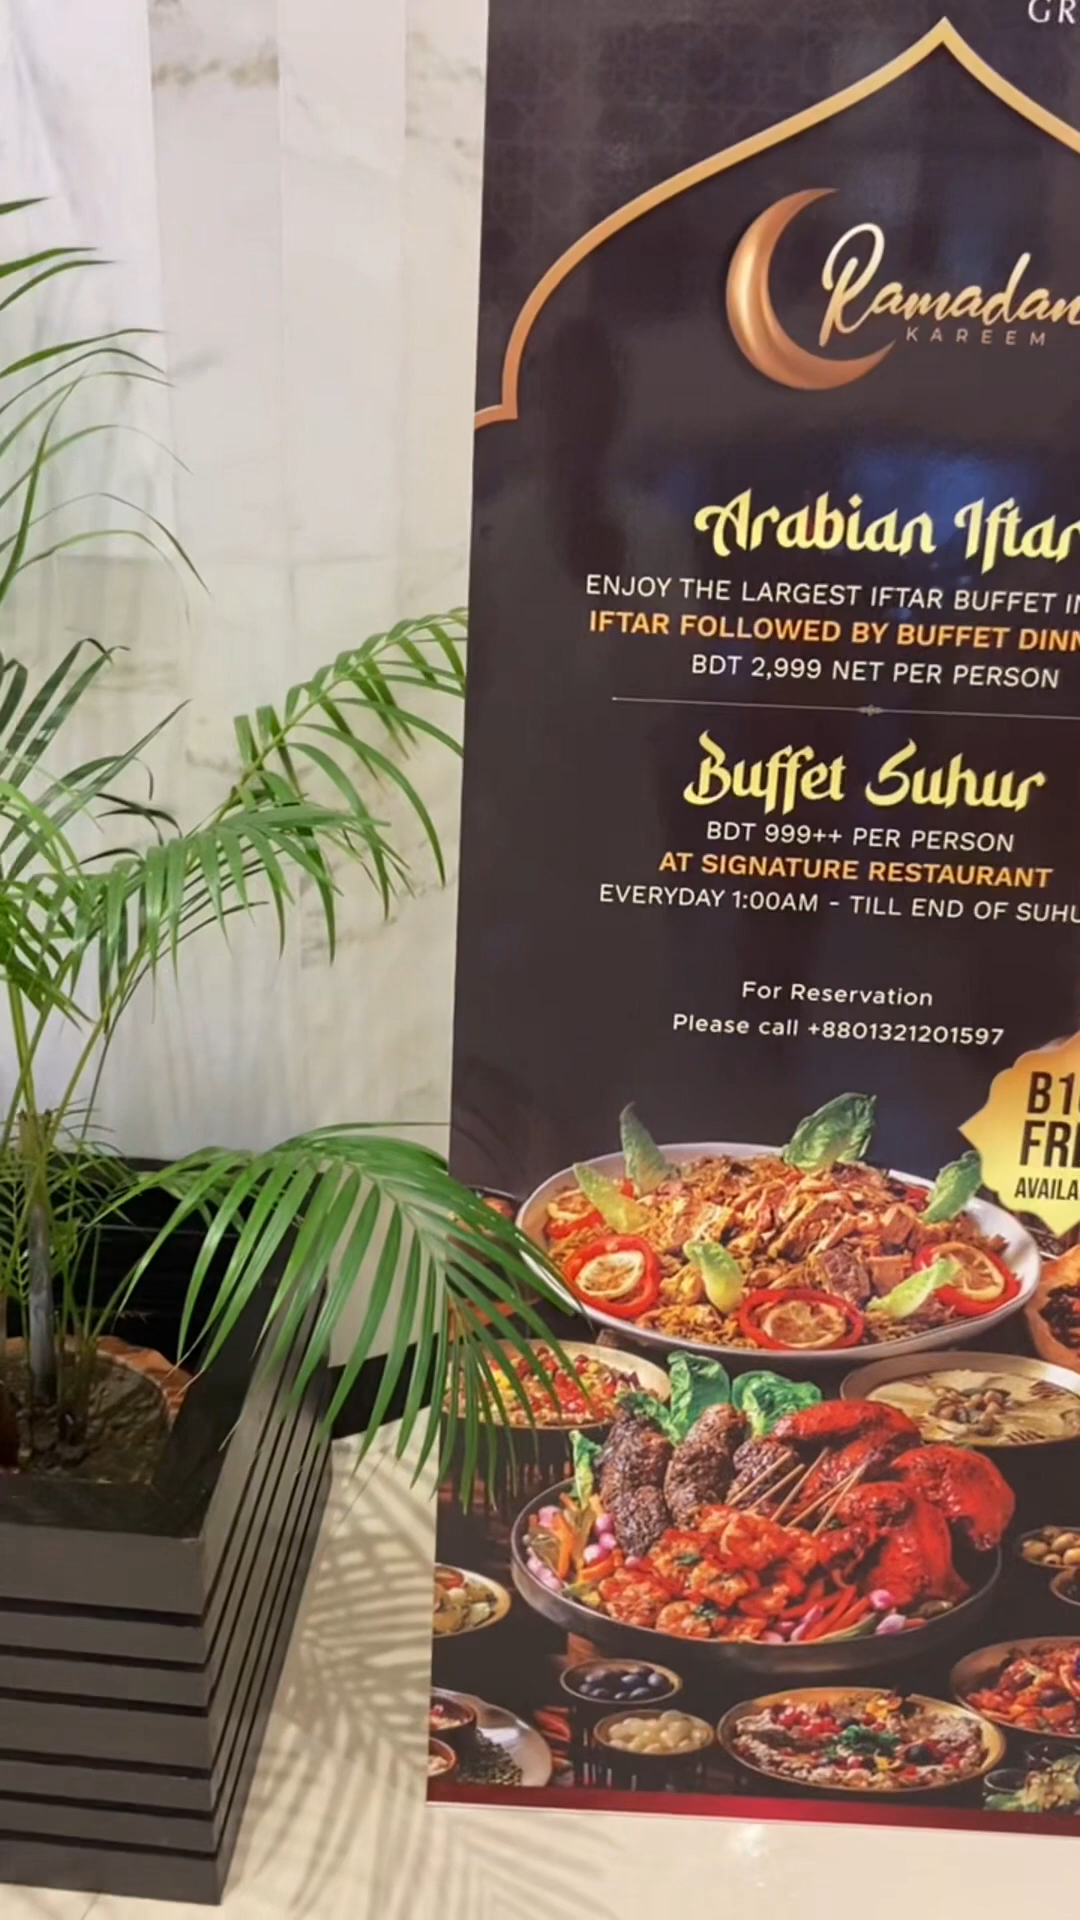 GR
Ramadan
KAREEM
Arabian Iftar
ENJOY THE LARGEST IFTAR BUFFET IN
IFTAR FOLLOWED BY BUFFET DINN
BDT 2,999 NET PER PERSON
Buffet Suhur
BDT 999++ PER PERSON
AT SIGNATURE RESTAURANT
EVERYDAY 1:00AM - TILL END OF SUHU
For Reservation
Please call +8801321201597
B1
FRE
AVAILA